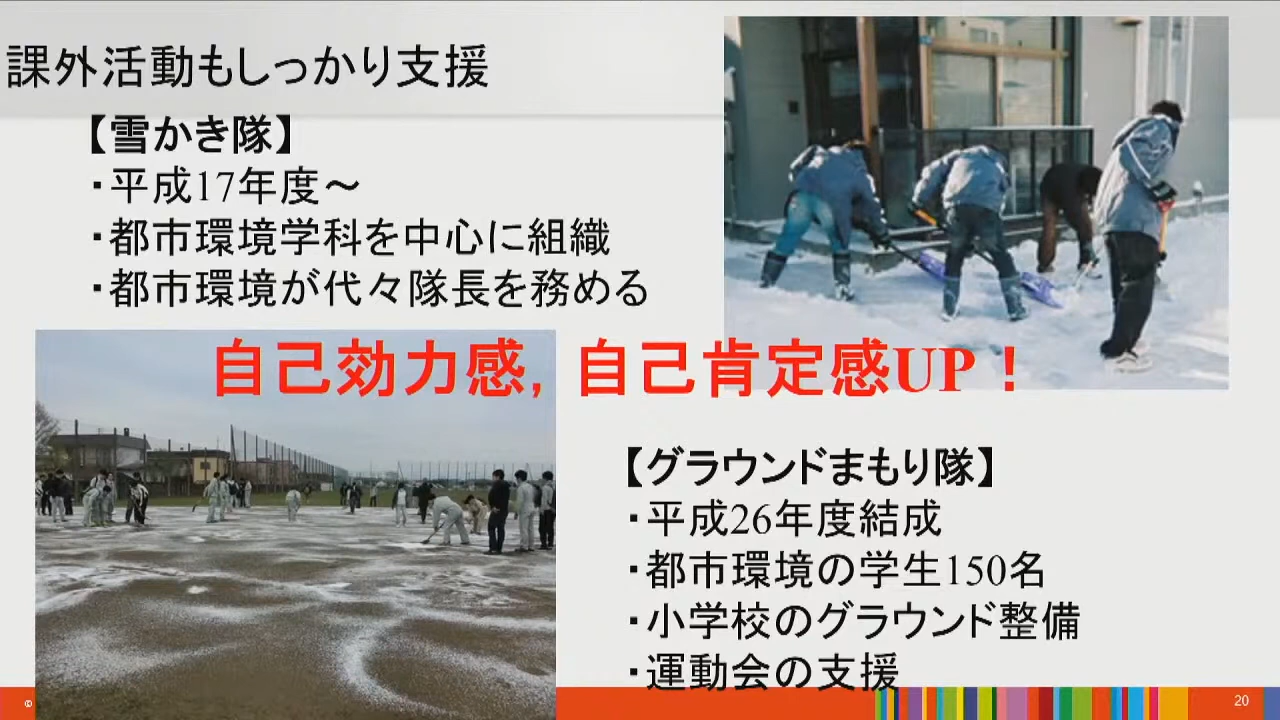 課外活動もしっかり支援
【雪かき隊】
・平成17年度～
・都市環境学科を中心に組織
・都市環境が代々隊長を務める
自己効力感，自己肯定感UP！
【グラウンドまもり隊】
・平成26年度結成
・都市環境の学生150名
・小学校のグラウンド整備
・運動会の支援
©
20